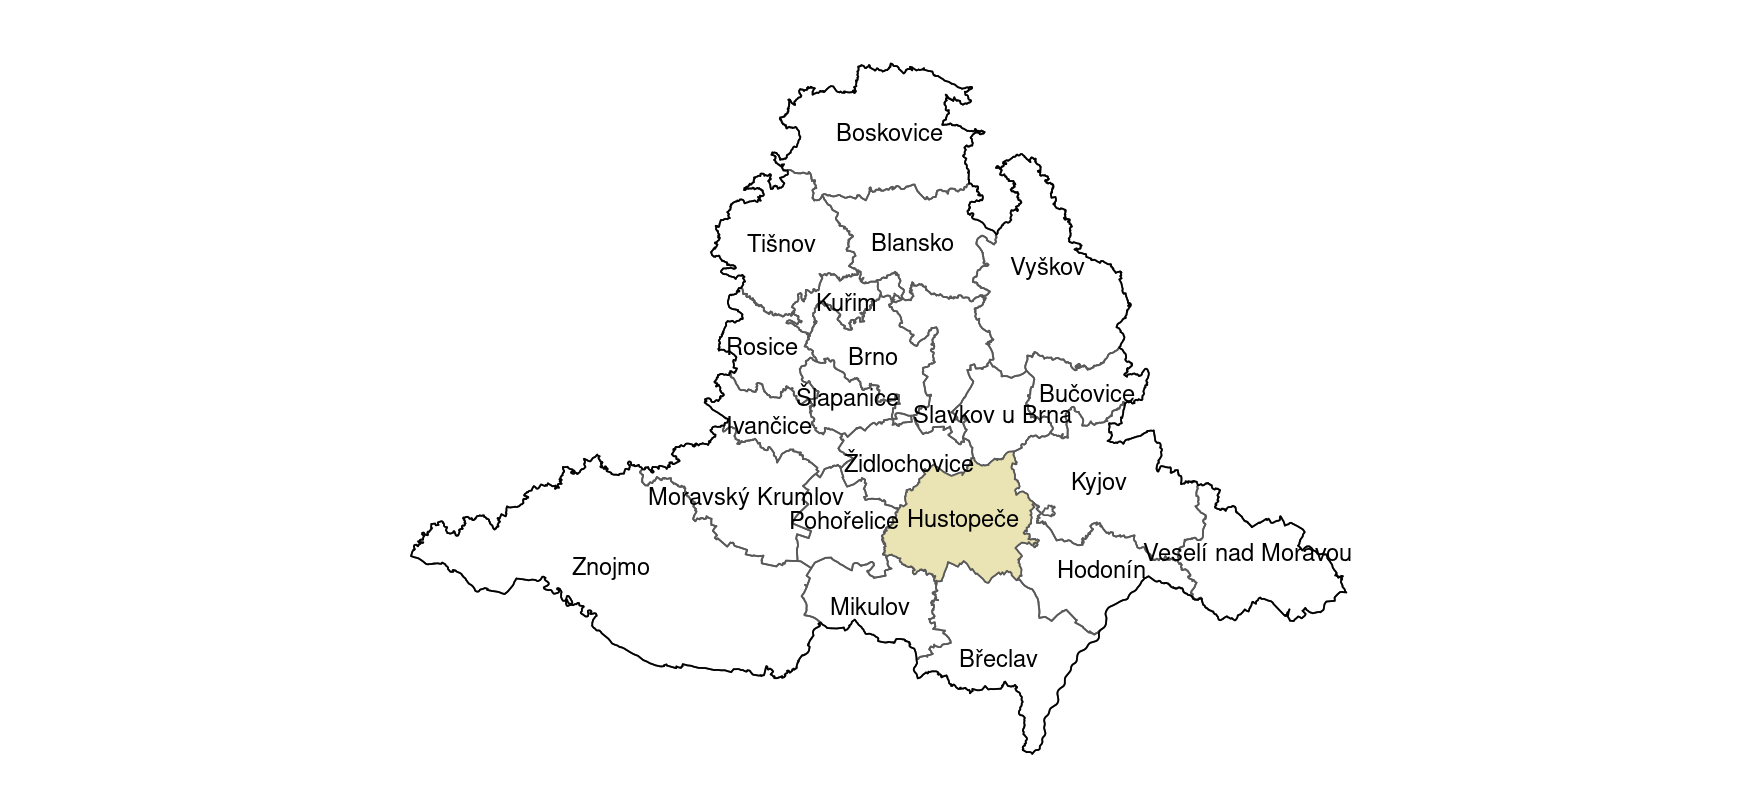 Boskovice
Tišnov
Blansko
Vyškov
Kuřim
Rosice
Brno
Šlapanice
Bučovice
Slavkov u Brna
Ivančice
Židlochovice
Kyjov
Moravský Krumlov
Pohořelice
Hustopeče
Veselí nad Moravou
Znojmo
Hodonín
Mikulov
Břeclav